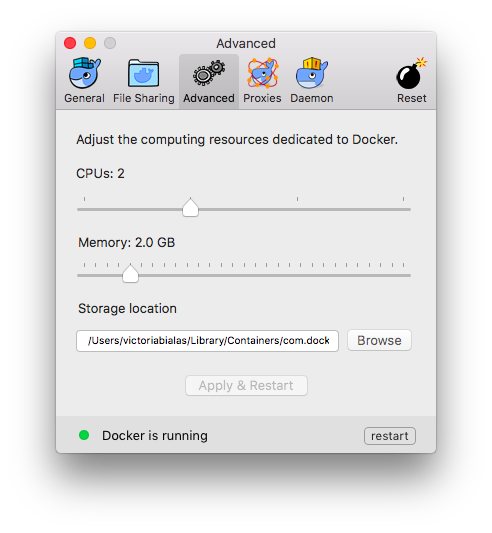 Advanced
General File Sharing Advanced Proxies Daemon Reset
Adjust the computing resources dedicated to Docker.
CPUs: 2
Memory: 2.0 GB
Storage location
/Users/victoriabialas/Library/Containers/com.dock Browse
Apply & Restart
Docker is running restart